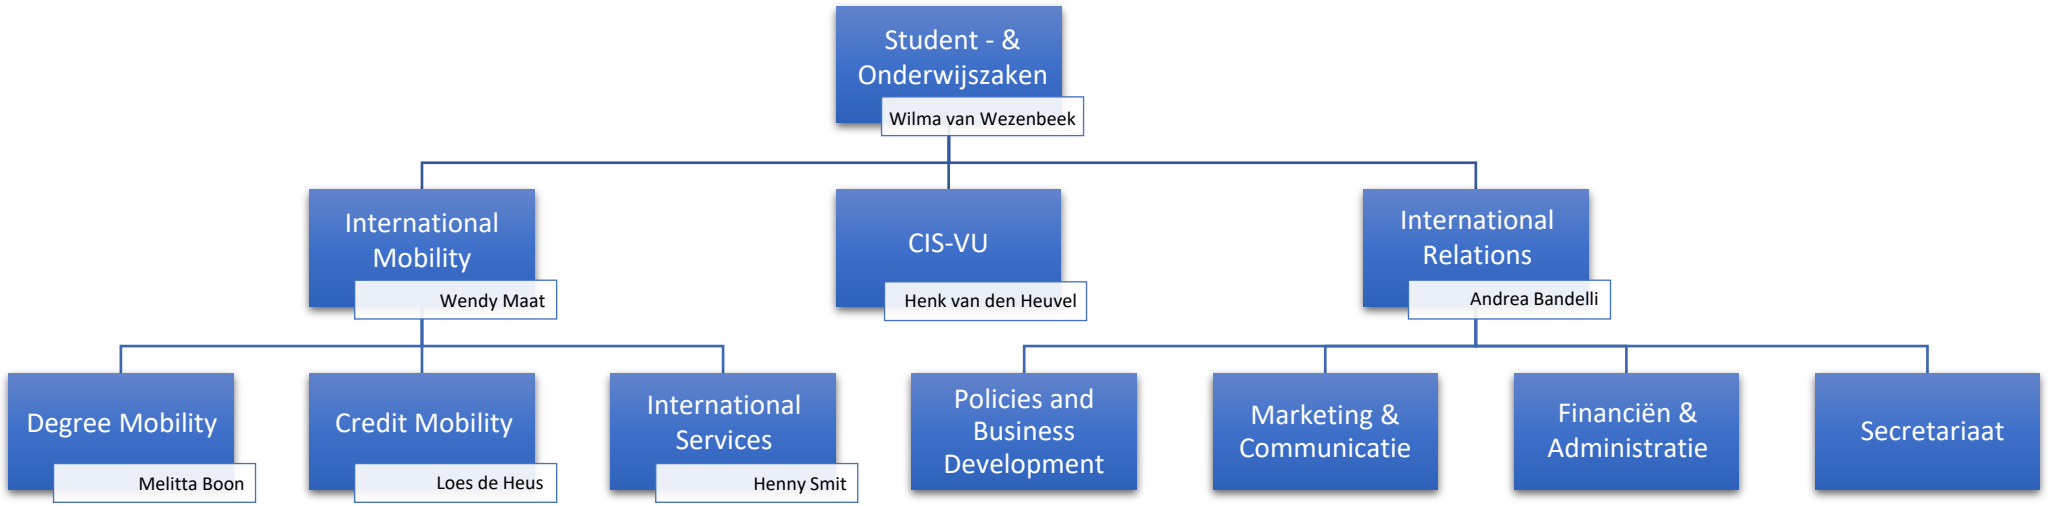 Student - &
Onderwijszaken
Wilma van Wezenbeek
International
Mobility
Wendy Maat
CIS-VU
Henk van den Heuvel
International
Relations
Andrea Bandelli
Degree Mobility
Melitta Boon
Credit Mobility
Loes de Heus
International
Services
Henny Smit
Policies and
Business
Development
Marketing &
Communicatie
Financiën &
Administratie
Secretariaat